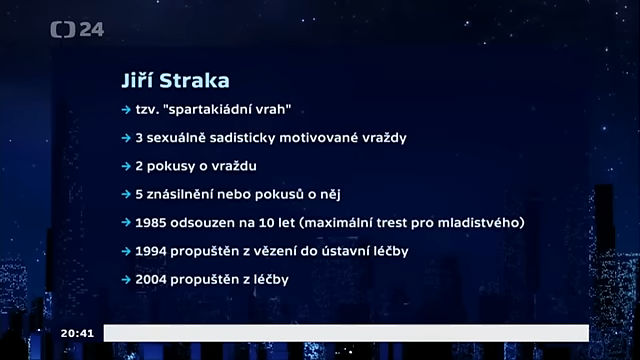 24
Jiří Straka
→ tzv. "spartakiádní vrah"
→ 3 sexuálně sadisticky motivované vraždy
→ 2 pokusy o vraždu
→ 5 znásilnění nebo pokusů o něj
→ 1985 odsouzen na 10 let (maximální trest pro mladistvého)
→ 1994 propuštěn z vězení do ústavní léčby
→ 2004 propuštěn z léčby
20:41